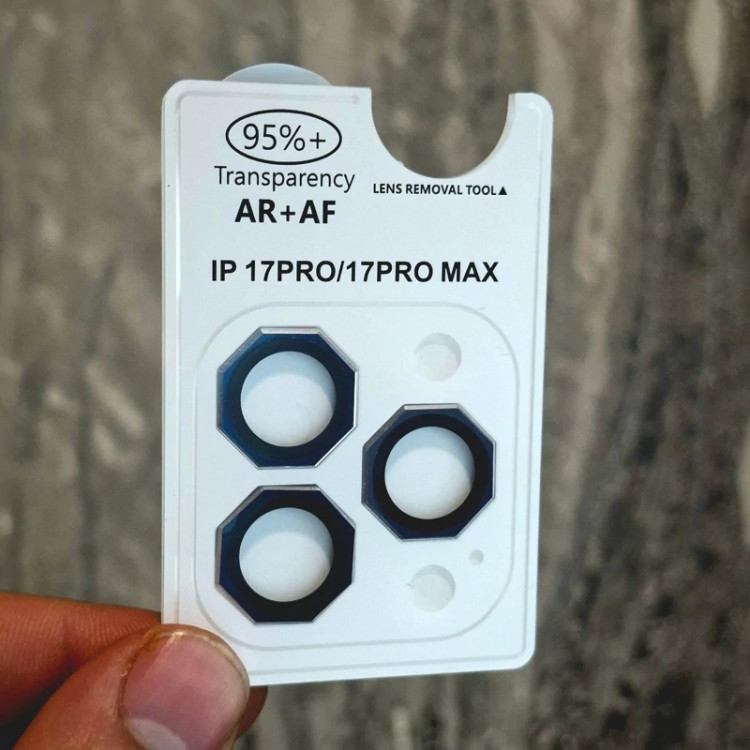 95%+
Transparency
AR+AF
LENS REMOVAL TOOL▲
IP 17PRO/17PRO MAX